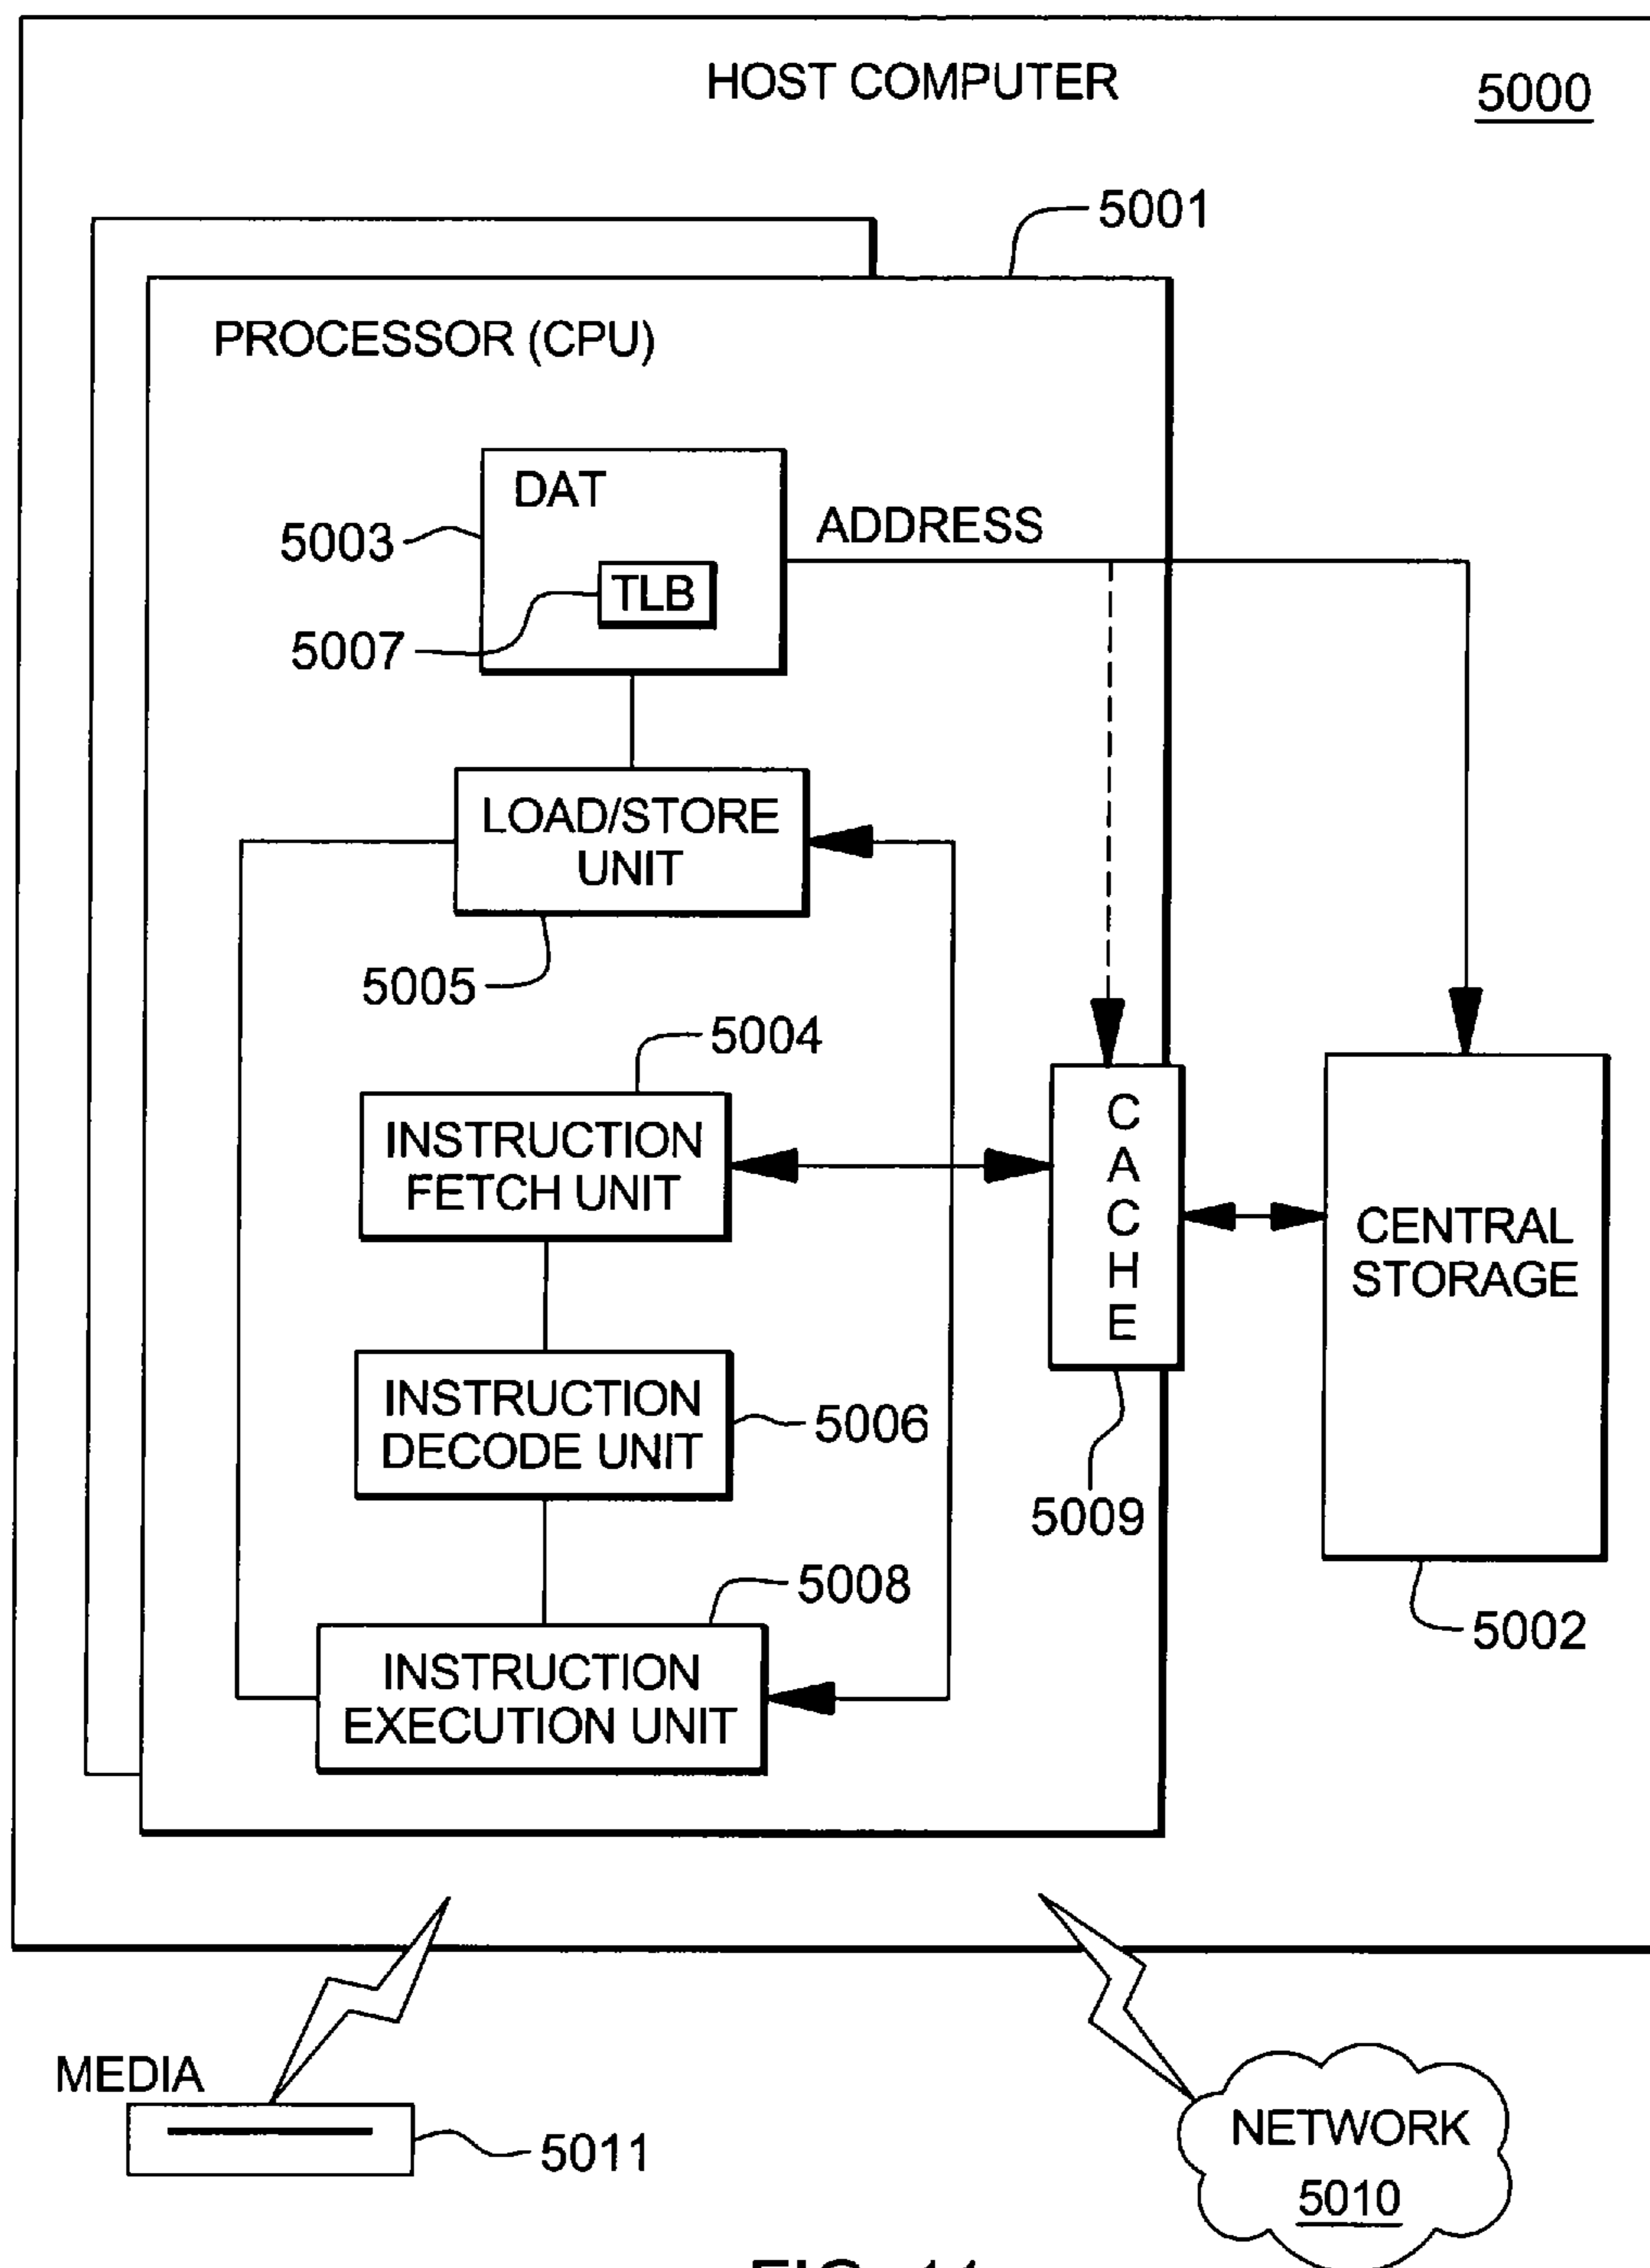 HOST COMPUTER
5000
5001
PROCESSOR (CPU)
DAT
5003
ADDRESS
TLB
5007
LOAD/STORE
UNIT
5005
5004
INSTRUCTION
FETCH UNIT
CACHE
CENTRAL
STORAGE
INSTRUCTION
DECODE UNIT
5006
5009
5008
5002
INSTRUCTION
EXECUTION UNIT
MEDIA
5011
NETWORK
5010